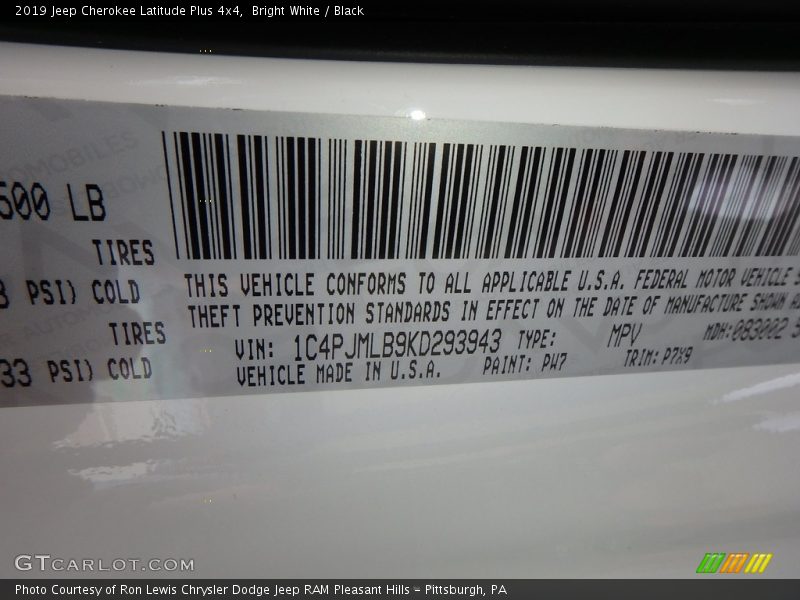 2019 Jeep Cherokee Latitude Plus 4x4, Bright White / Black
500 LB
TIRES
PSI) COLD
TIRES
33 PSI) COLD
THIS VEHICLE CONFORMS TO ALL APPLICABLE U.S.A. FEDERAL MOTOR VEHICLE
THEFT PREVENTION STANDARDS IN EFFECT ON THE DATE OF MANUFACTURE SHOWN
VIN: 1C4PJMLB9KD293943 TYPE: MPV MDH:083002
VEHICLE MADE IN U.S.A. PAINT: PW7 TRIM: P7X9
GTCARLOT.COM
Photo Courtesy of Ron Lewis Chrysler Dodge Jeep RAM Pleasant Hills – Pittsburgh, PA